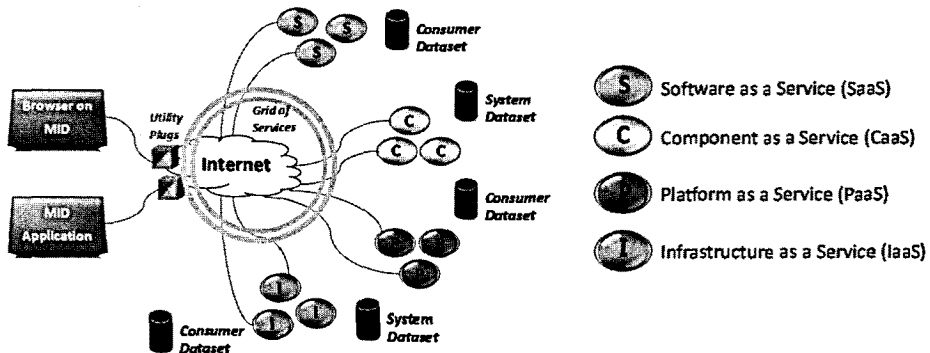 S
S
S
Consumer
Dataset
Browser on
MID
Utility
Plugs
Grid of
Services
Internet
System
Dataset
C
C
C
MID
Application
Consumer
Dataset
I
I
I
Consumer
Dataset
System
Dataset
S Software as a Service (SaaS)
C Component as a Service (CaaS)
Platform as a Service (PaaS)
I Infrastructure as a Service (IaaS)